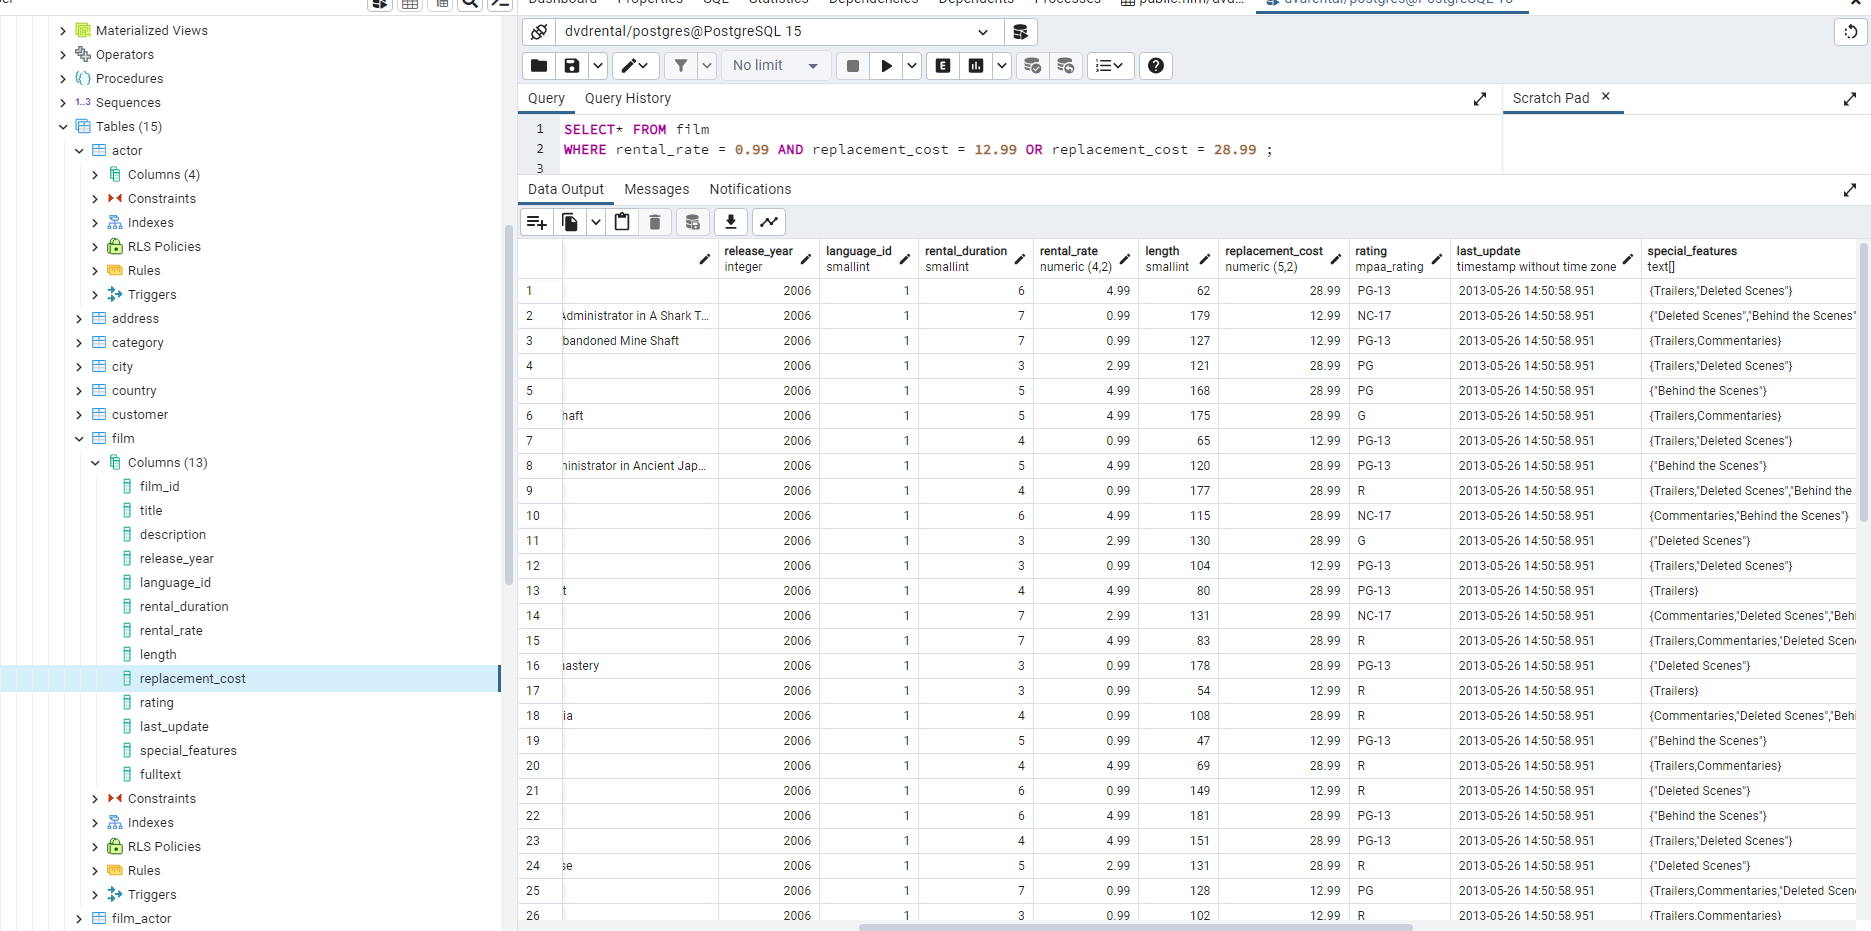 Dashboard Properties SQL Statistics Dependencies Dependents Processes public.film/dvd... dvdrental/postgres@PostgreSQL 15
Materialized Views
Operators
Procedures
1..3 Sequences
Tables (15)
actor
Columns (4)
Constraints
Indexes
RLS Policies
Rules
Triggers
address
category
city
country
customer
film
Columns (13)
film_id
title
description
release_year
language_id
rental_duration
rental_rate
length
replacement_cost
rating
last_update
special_features
fulltext
Constraints
Indexes
RLS Policies
Rules
Triggers
film_actor
dvdrental/postgres@PostgreSQL 15
No limit
E
Query Query History
Scratch Pad
1 SELECT* FROM film
2 WHERE rental_rate = 0.99 AND replacement_cost = 12.99 OR replacement_cost = 28.99 ;
3
Data Output Messages Notifications
release_year language_id rental_duration rental_rate length replacement_cost rating last_update special_features
integer smallint smallint numeric (4,2) smallint numeric (5,2) mpaa_rating timestamp without time zone text[]
1 2006 1 6 4.99 62 28.99 PG-13 2013-05-26 14:50:58.951 {Trailers,"Deleted Scenes"}
2 Administrator in A Shark T... 2006 1 7 0.99 179 12.99 NC-17 2013-05-26 14:50:58.951 {"Deleted Scenes","Behind the Scenes"
3 bandoned Mine Shaft 2006 1 7 0.99 127 12.99 PG-13 2013-05-26 14:50:58.951 {Trailers,Commentaries}
4 2006 1 3 2.99 121 28.99 PG 2013-05-26 14:50:58.951 {Trailers,"Deleted Scenes"}
5 2006 1 5 4.99 168 28.99 PG 2013-05-26 14:50:58.951 {"Behind the Scenes"}
6 haft 2006 1 5 4.99 175 28.99 G 2013-05-26 14:50:58.951 {Trailers,Commentaries}
7 2006 1 4 0.99 65 12.99 PG-13 2013-05-26 14:50:58.951 {Trailers,"Deleted Scenes"}
8 ninistrator in Ancient Jap... 2006 1 5 4.99 120 28.99 PG-13 2013-05-26 14:50:58.951 {"Behind the Scenes"}
9 2006 1 4 0.99 177 28.99 R 2013-05-26 14:50:58.951 {Trailers,"Deleted Scenes","Behind the
10 2006 1 6 4.99 115 28.99 NC-17 2013-05-26 14:50:58.951 {Commentaries,"Behind the Scenes"}
11 2006 1 3 2.99 130 28.99 G 2013-05-26 14:50:58.951 {"Deleted Scenes"}
12 2006 1 3 0.99 104 12.99 PG-13 2013-05-26 14:50:58.951 {Trailers,"Deleted Scenes"}
13 t 2006 1 4 4.99 80 28.99 PG-13 2013-05-26 14:50:58.951 {Trailers}
14 2006 1 7 2.99 131 28.99 NC-17 2013-05-26 14:50:58.951 {Commentaries,"Deleted Scenes","Behi
15 2006 1 7 4.99 83 28.99 R 2013-05-26 14:50:58.951 {Trailers,Commentaries,"Deleted Scen
16 nastery 2006 1 3 0.99 178 28.99 PG-13 2013-05-26 14:50:58.951 {"Deleted Scenes"}
17 2006 1 3 0.99 54 12.99 R 2013-05-26 14:50:58.951 {Trailers}
18 ia 2006 1 4 0.99 108 28.99 R 2013-05-26 14:50:58.951 {Commentaries,"Deleted Scenes","Behi
19 2006 1 5 0.99 47 12.99 PG-13 2013-05-26 14:50:58.951 {"Behind the Scenes"}
20 2006 1 4 4.99 69 28.99 R 2013-05-26 14:50:58.951 {Trailers,Commentaries}
21 2006 1 6 0.99 149 12.99 R 2013-05-26 14:50:58.951 {"Deleted Scenes"}
22 2006 1 6 4.99 181 28.99 PG-13 2013-05-26 14:50:58.951 {"Behind the Scenes"}
23 2006 1 4 4.99 151 28.99 PG-13 2013-05-26 14:50:58.951 {Trailers,"Deleted Scenes"}
24 se 2006 1 5 2.99 131 28.99 R 2013-05-26 14:50:58.951 {"Deleted Scenes"}
25 2006 1 7 0.99 128 12.99 PG 2013-05-26 14:50:58.951 {Trailers,Commentaries,"Deleted Scen
26 2006 1 3 0.99 102 12.99 R 2013-05-26 14:50:58.951 {Trailers,Commentaries}